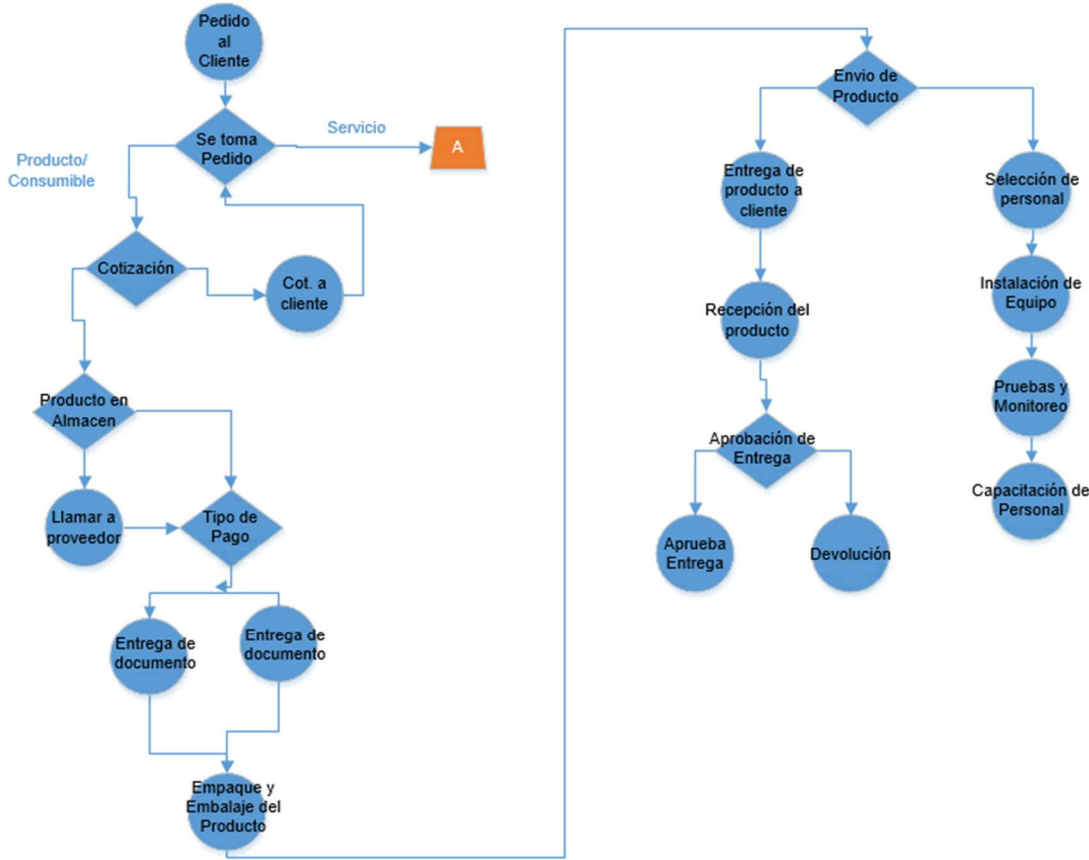 Pedido
al
Cliente
Se toma
Pedido
Servicio
A
Producto/
Consumible
Cotización
Cot. a
cliente
Producto en
Almacen
Llamar a
proveedor
Tipo de
Pago
Entrega de
documento
Entrega de
documento
Empaque y
Embalaje del
Producto
Envio de
Producto
Entrega de
producto a
cliente
Selección de
personal
Recepción del
producto
Instalación de
Equipo
Pruebas y
Monitoreo
Aprobación de
Entrega
Capacitación de
Personal
Aprueba
Entrega
Devolución